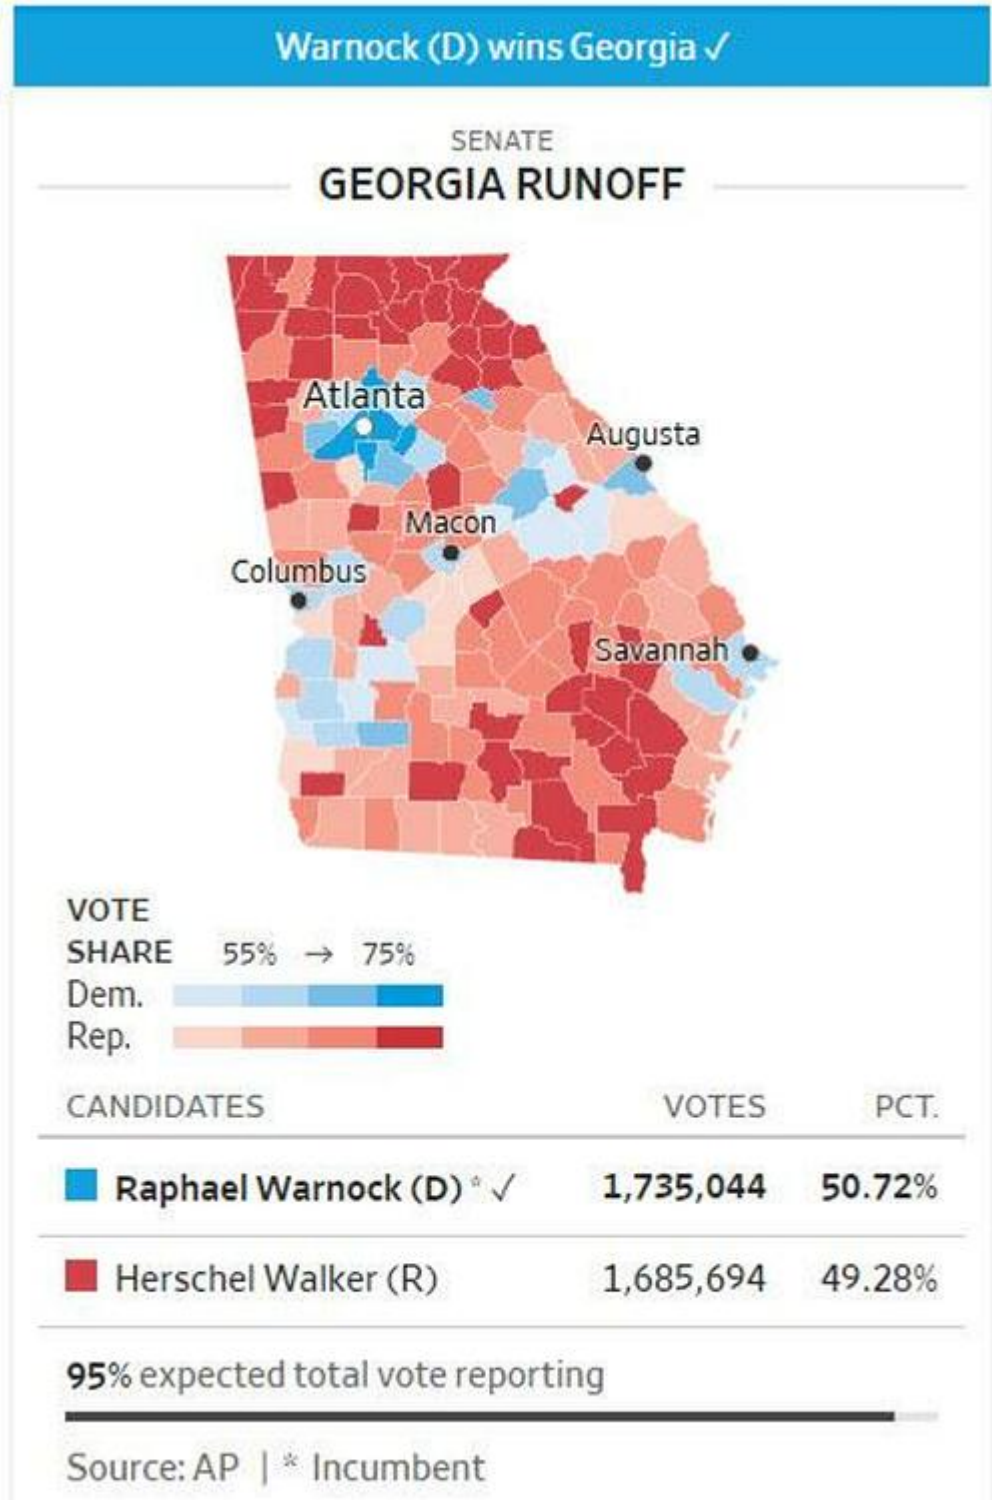 Warnock (D) wins Georgia ✓
SENATE
GEORGIA RUNOFF
Atlanta
Augusta
Macon
Columbus
Savannah
VOTE
SHARE 55% → 75%
Dem.
Rep.
CANDIDATES VOTES PCT.
Raphael Warnock (D) * ✓ 1,735,044 50.72%
Herschel Walker (R) 1,685,694 49.28%
95% expected total vote reporting
Source: AP | * Incumbent